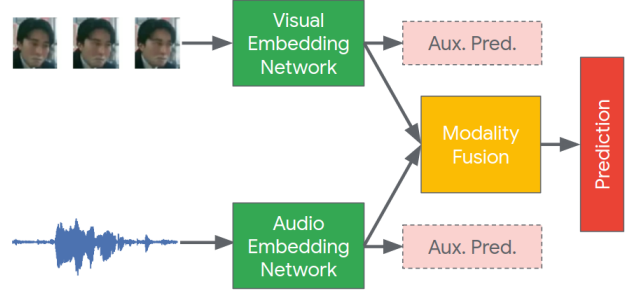 Visual
Embedding
Network
Aux. Pred.
Modality
Fusion
Prediction
Audio
Embedding
Network
Aux. Pred.